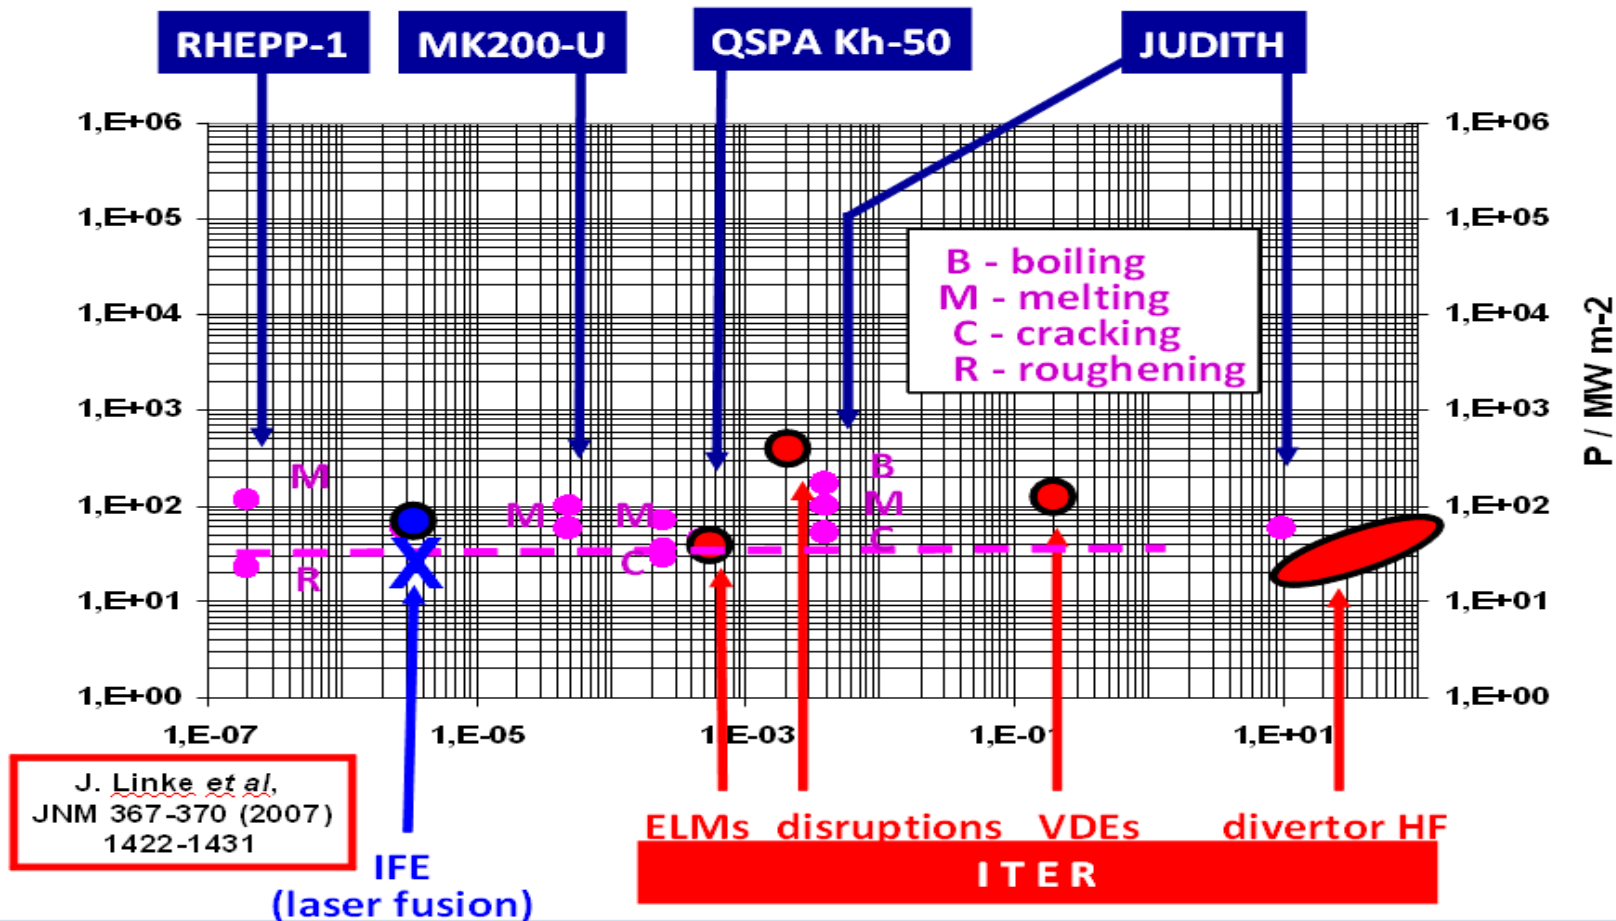 RHEPP-1 MK200-U QSPA Kh-50 JUDITH
1,E+06 1,E+06
1,E+05 1,E+05
B - boiling
M - melting
C - cracking
R - roughening
1,E+04 1,E+04
P / MW m-2
1,E+03 1,E+03
B
M
M M M
1,E+02 1,E+02
C
C
X
R
1,E+01 1,E+01
1,E+00 1,E+00
1,E-07 1,E-05 1,E-03 1,E-01 1,E+01
J. Linke et al,
JNM 367-370 (2007)
1422-1431
ELMs disruptions VDEs divertor HF
IFE
(laser fusion)
ITER